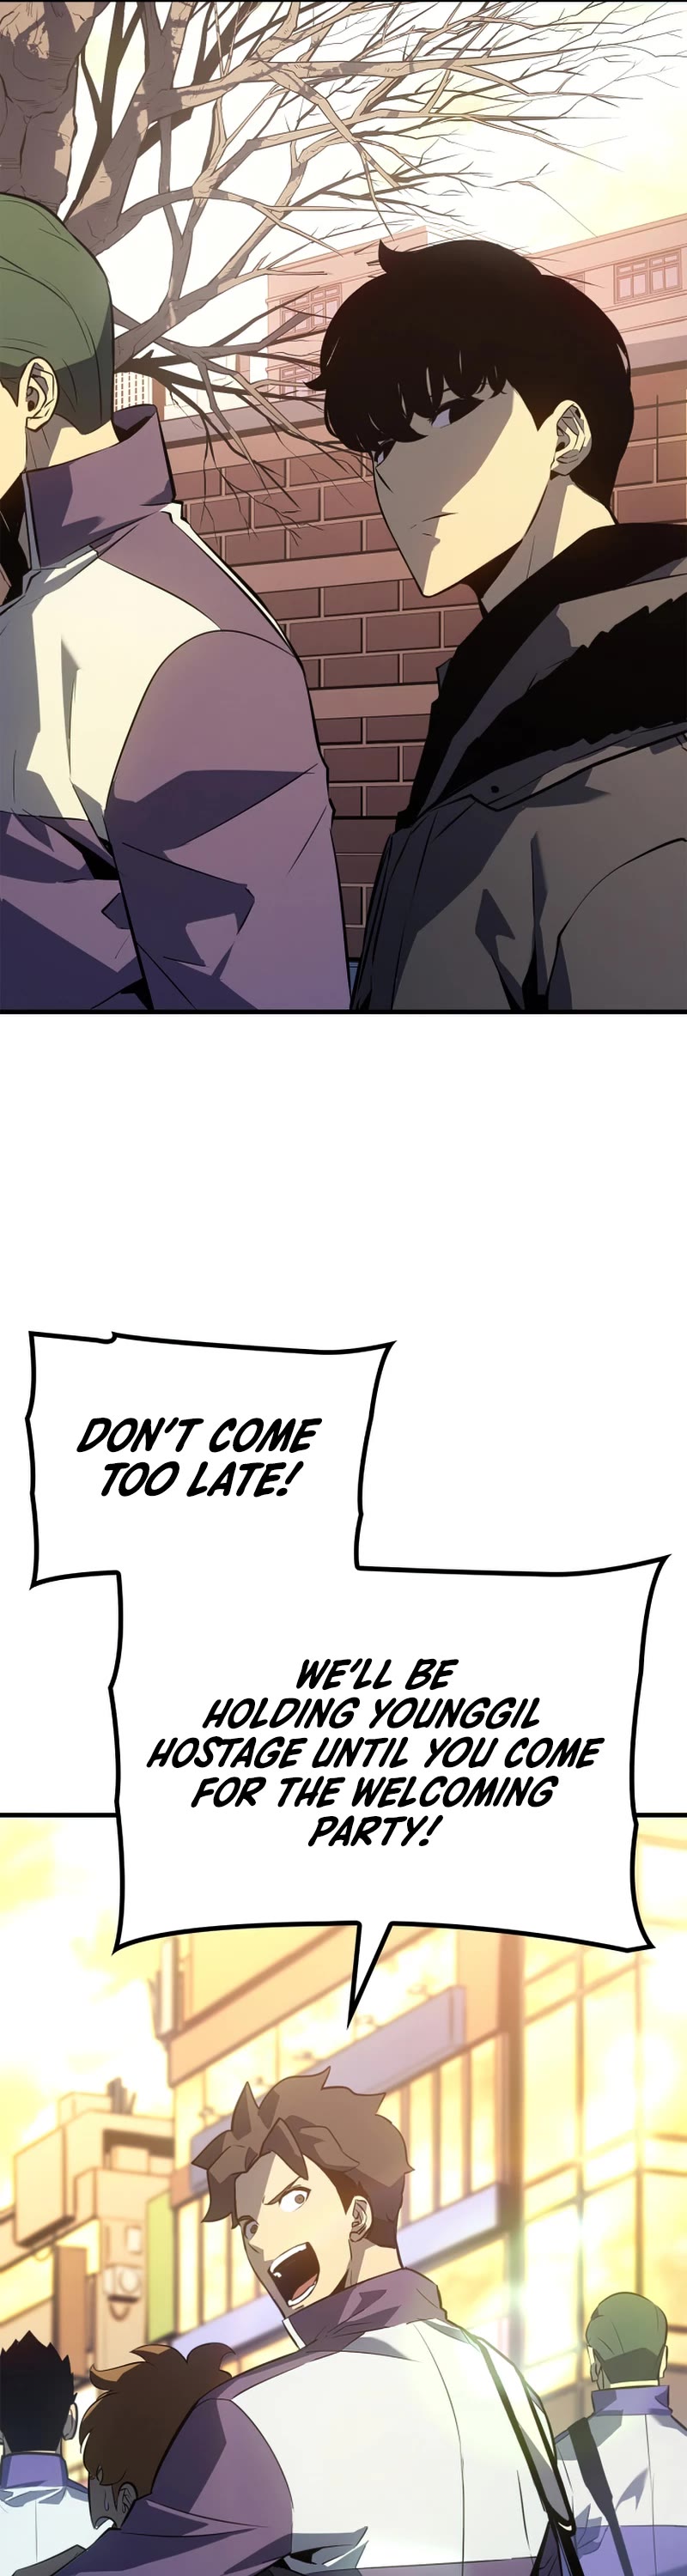 DON'T COME
TOO LATE!
WE'LL BE
HOLDING YOUNGGIL
HOSTAGE UNTIL YOU COME
FOR THE WELCOMING
PARTY!